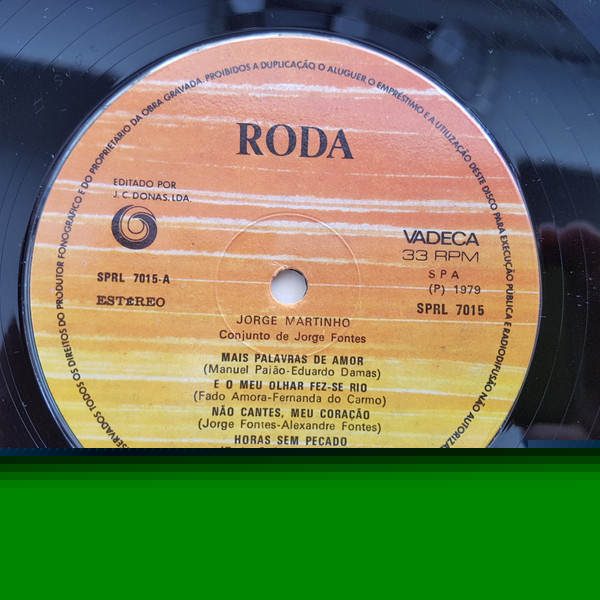 RESERVADOS TODOS OS DIREITOS DO PRODUTOR FONOGRÁFICO E DO PROPRIETÁRIO DA OBRA GRAVADA. PROIBIDOS A DUPLICAÇÃO, O ALUGUER, O EMPRÉSTIMO E A UTILIZAÇÃO DESTE DISCO PARA EXECUÇÃO PÚBLICA E RADIODIFUSÃO NÃO
RODA
EDITADO POR
J. C. DONAS, LDA.
VADECA
33 RPM
SPRL 7015-A
ESTÉREO
S P A
(P) 1979
SPRL 7015
JORGE MARTINHO
Conjunto de Jorge Fontes
MAIS PALAVRAS DE AMOR
(Manuel Paião-Eduardo Damas)
E O MEU OLHAR FEZ-SE RIO
(Fado Amora-Fernanda do Carmo)
NÃO CANTES, MEU CORAÇÃO
(Jorge Fontes-Alexandre Fontes)
HORAS SEM PECADO